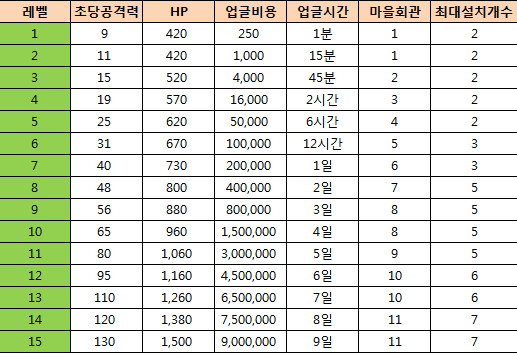 레벨 초당공격력 HP 업글비용 업글시간 마을회관 최대설치개수
1 9 420 250 1분 1 2
2 11 420 1,000 15분 1 2
3 15 520 4,000 45분 2 2
4 19 570 16,000 2시간 3 2
5 25 620 50,000 6시간 4 2
6 31 670 100,000 12시간 5 3
7 40 730 200,000 1일 6 3
8 48 800 400,000 2일 7 5
9 56 880 800,000 3일 8 5
10 65 960 1,500,000 4일 8 5
11 80 1,060 3,000,000 5일 9 5
12 95 1,160 4,500,000 6일 10 6
13 110 1,260 6,500,000 7일 10 6
14 120 1,380 7,500,000 8일 11 7
15 130 1,500 9,000,000 9일 11 7